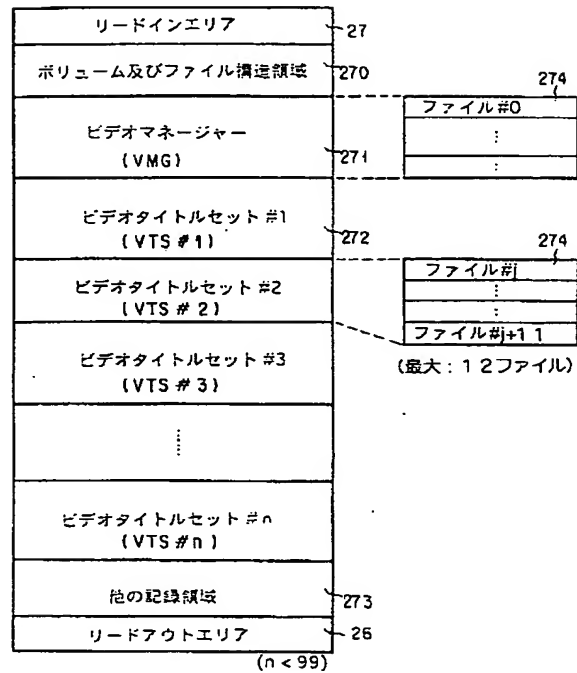 リードインエリア
27
ボリューム及びファイル構造領域
270
ビデオマネージャー
(VMG)
271
274
ファイル#0
⋮
⋮
ビデオタイトルセット #1
(VTS #1)
272
274
ファイル#j
⋮
⋮
ファイル#j+11
(最大：12ファイル)
ビデオタイトルセット #2
(VTS #2)
ビデオタイトルセット #3
(VTS #3)
⋮
ビデオタイトルセット #n
(VTS #n)
他の記録領域
273
リードアウトエリア
26
(n<99)